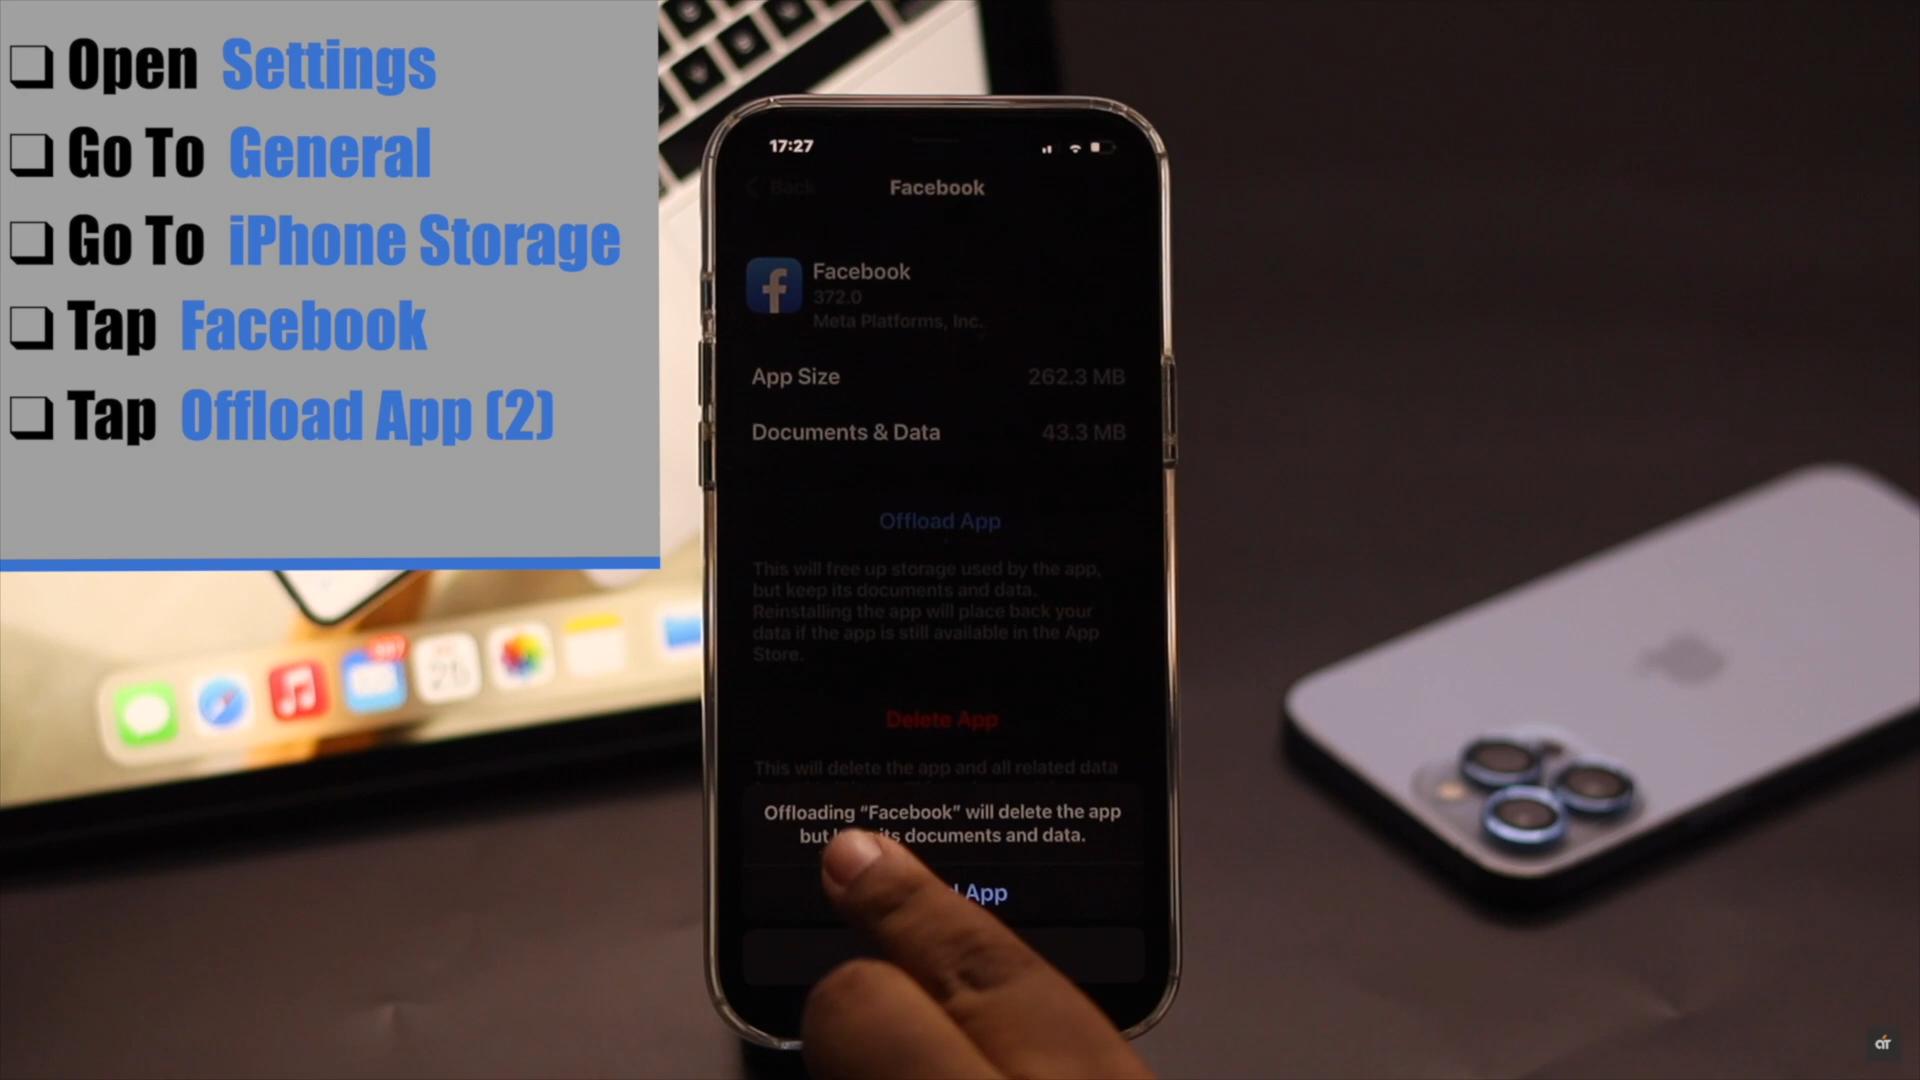 ❑ Open Settings
❑ Go To General
❑ Go To iPhone Storage
❑ Tap Facebook
❑ Tap Offload App (2)
17:27
Back
Facebook
Facebook
372.0
Meta Platforms, Inc.
App Size 262.3 MB
Documents & Data 43.3 MB
Offload App
This will free up storage used by the app,
but keep its documents and data.
Reinstalling the app will place back your
data if the app is still available in the App
Store.
Delete App
This will delete the app and all related data
Offloading “Facebook” will delete the app
but its documents and data.
App
ar